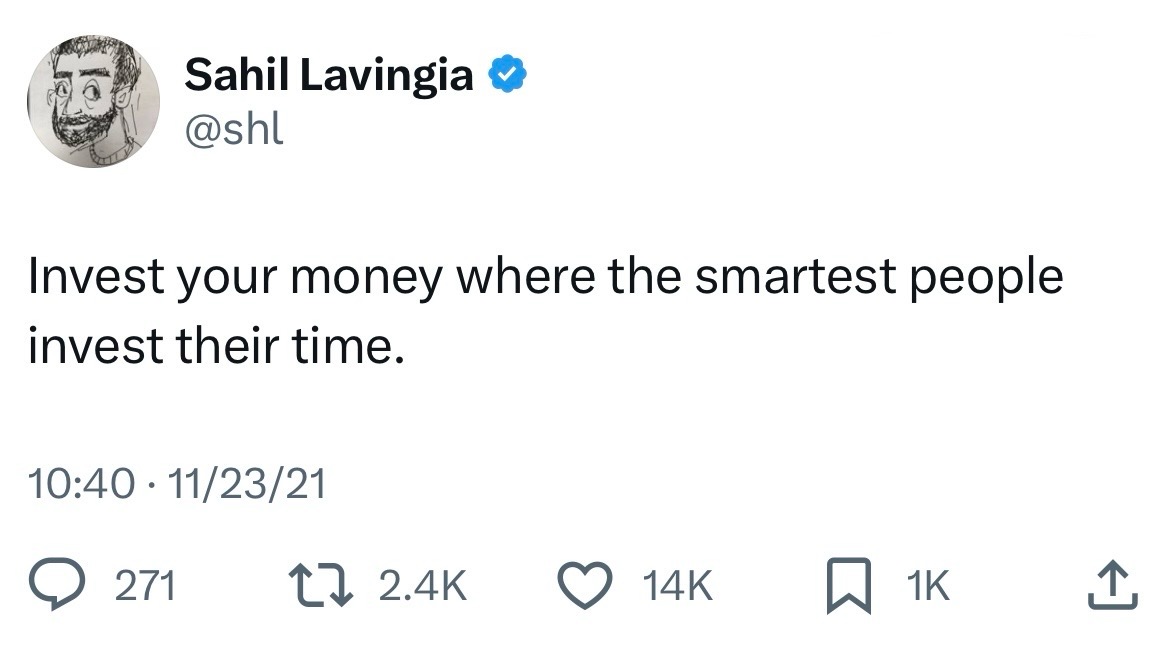 Sahil Lavingia
@shl
Invest your money where the smartest people
invest their time.
10:40 · 11/23/21
271 2.4K 14K 1K